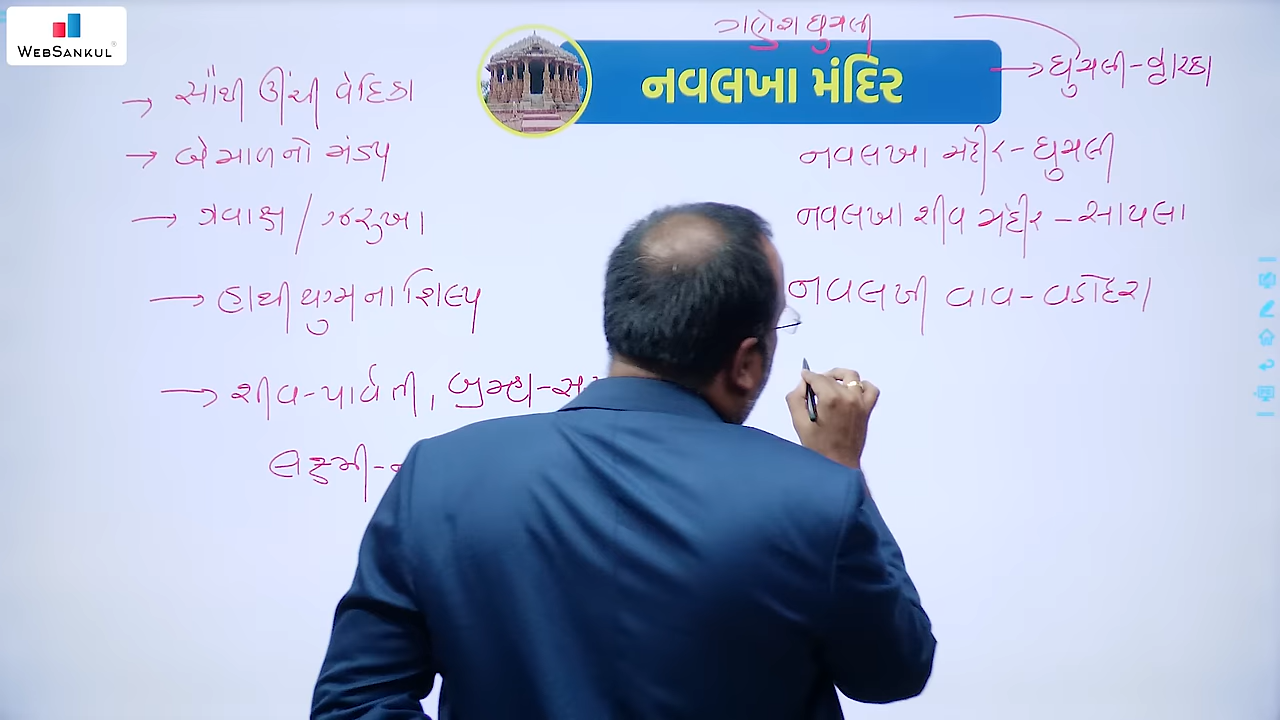 WEBSANKUL
ગણેશ ઘુમલી
નવલખા મંદિર
→ ઘુમલી-દ્વારકા
→ સૌથી ઊંચી વેદિકા
→ બે માળનો મંડપ
→ ગવાક્ષ / ઝરુખા
→ હાથી યુગ્મના શિલ્પ
→ શીવ-પાર્વતી, બ્રહ્મા-સ
લક્ષ્મી-ન
નવલખા મંદીર-ઘુમલી
નવલખા શીવ મંદીર - સાયલા
નવલખી વાવ - વડોદરા